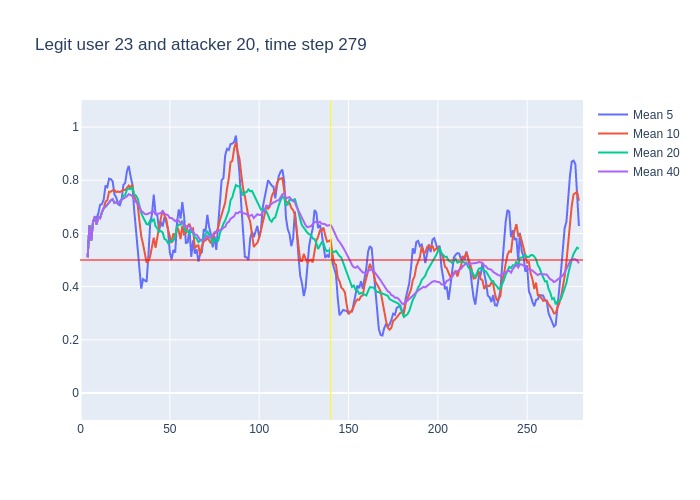 Legit user 23 and attacker 20, time step 279
Mean 5
Mean 10
Mean 20
Mean 40
1
0.8
0.6
0.4
0.2
0
0 50 100 150 200 250